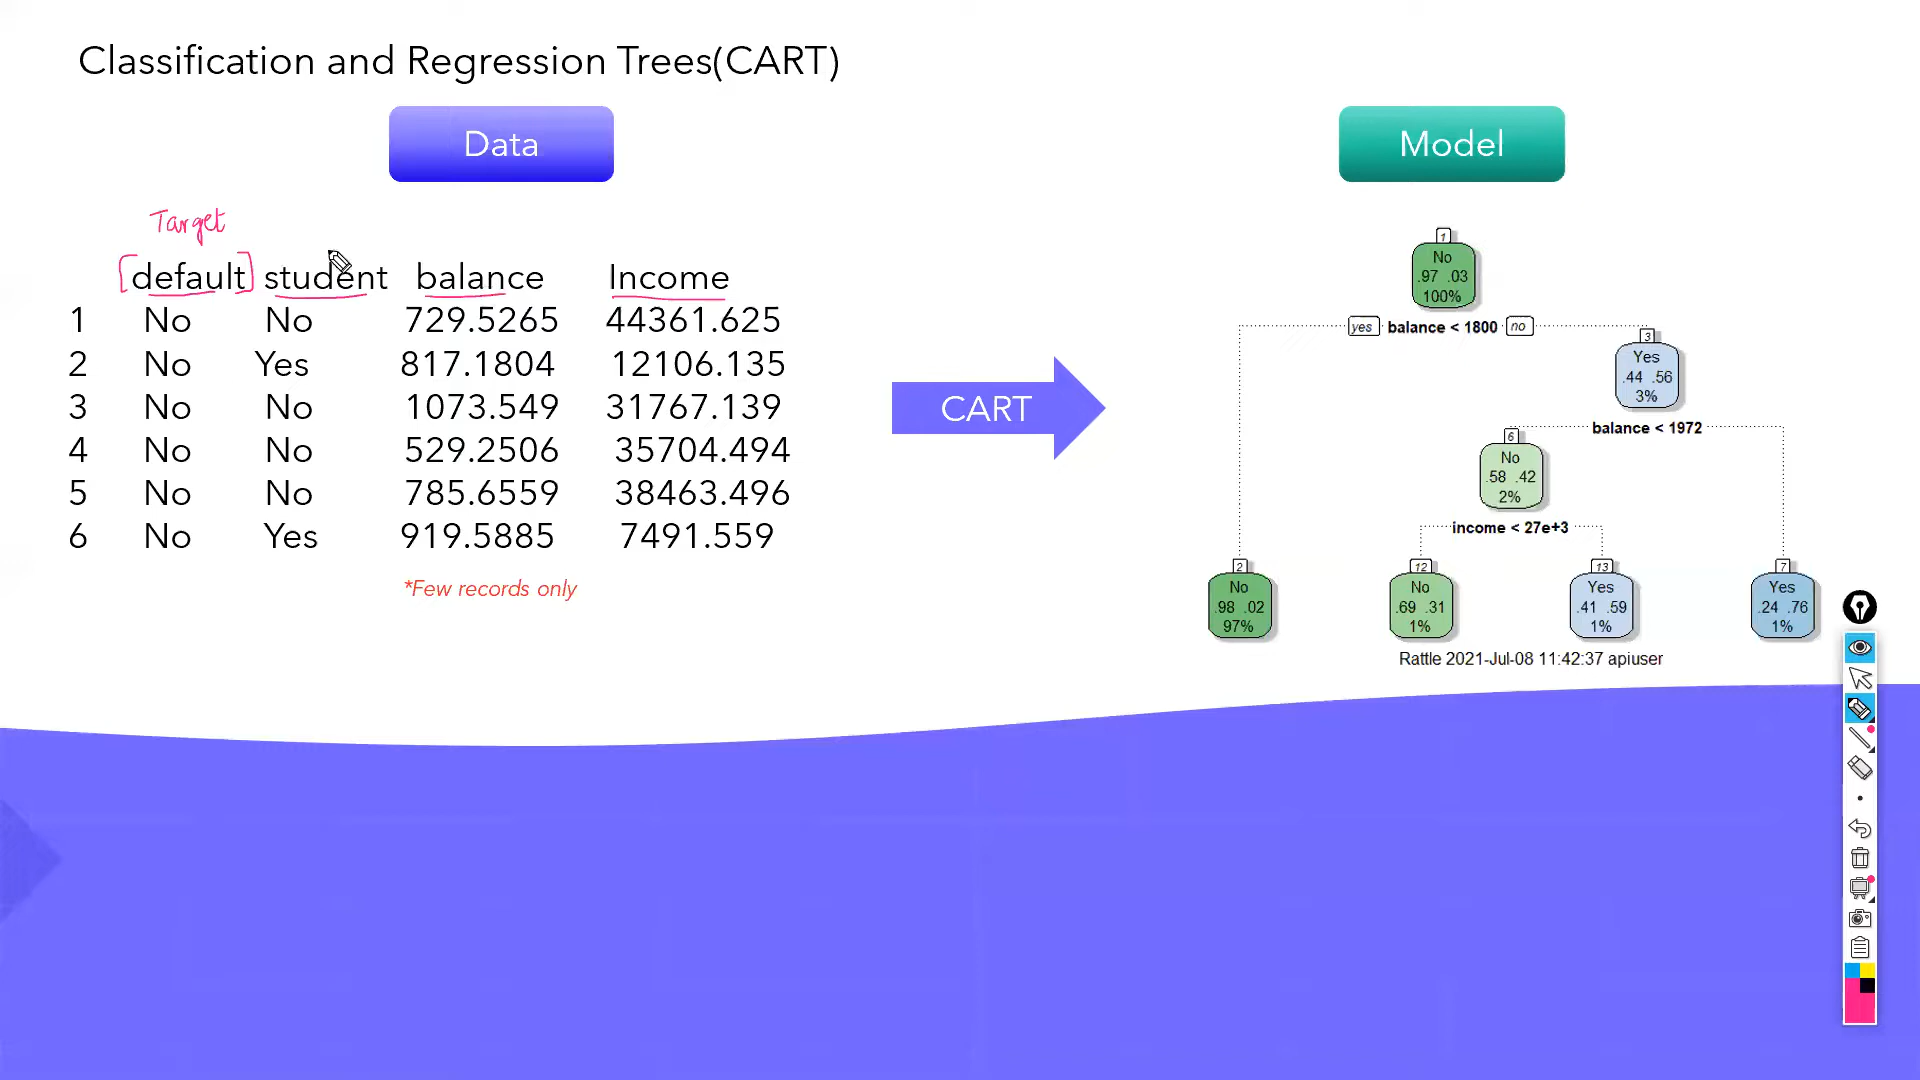 Classification and Regression Trees(CART)
Data
Model
Target
default student balance Income
1 No No 729.5265 44361.625
2 No Yes 817.1804 12106.135
3 No No 1073.549 31767.139
4 No No 529.2506 35704.494
5 No No 785.6559 38463.496
6 No Yes 919.5885 7491.559
*Few records only
CART
1
No
.97 .03
100%
yes balance < 1800 no
3
Yes
.44 .56
3%
balance < 1972
6
No
.58 .42
2%
income < 27e+3
2
No
.98 .02
97%
12
No
.69 .31
1%
13
Yes
.41 .59
1%
7
Yes
.24 .76
1%
Rattle 2021-Jul-08 11:42:37 apiuser